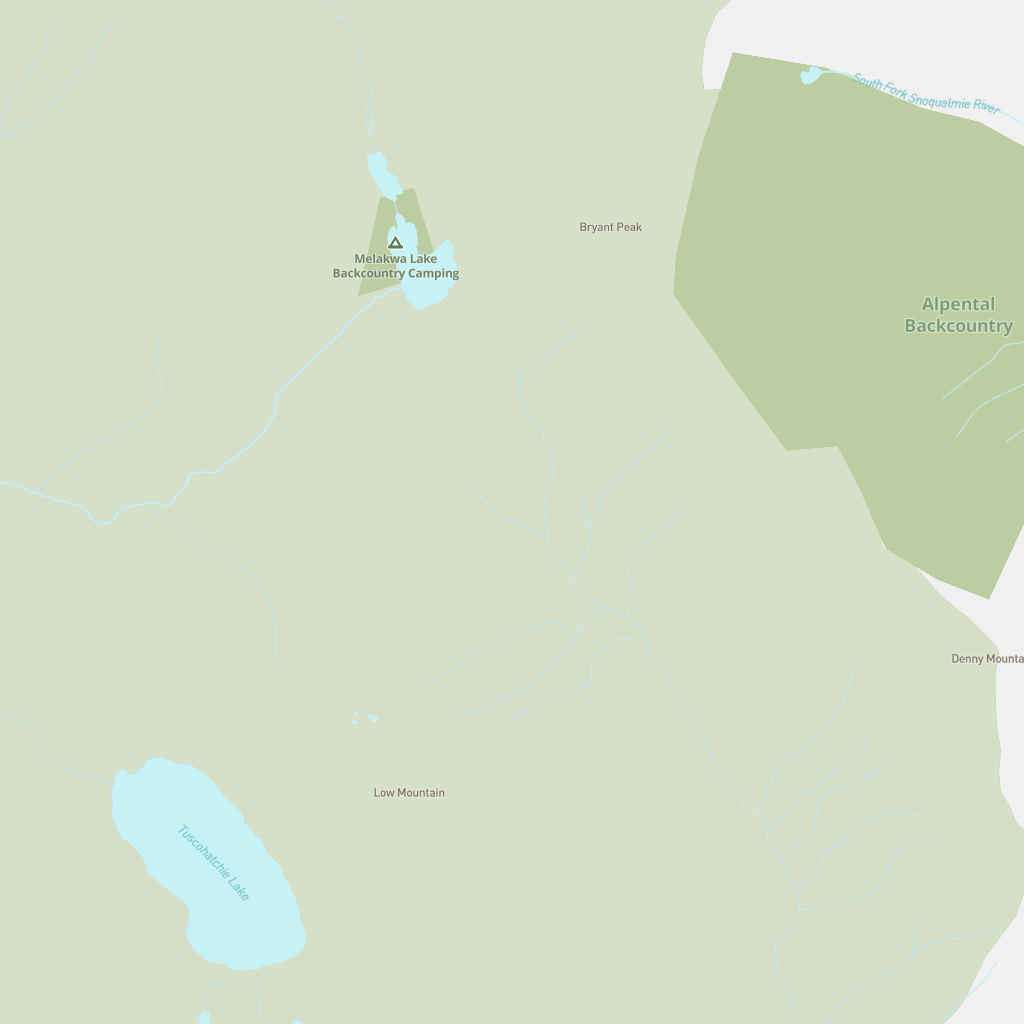 South Fork Snoqualmie River
Bryant Peak
Melakwa Lake
Backcountry Camping
Alpental
Backcountry
Denny Mounta
Low Mountain
Tuscohatchie Lake